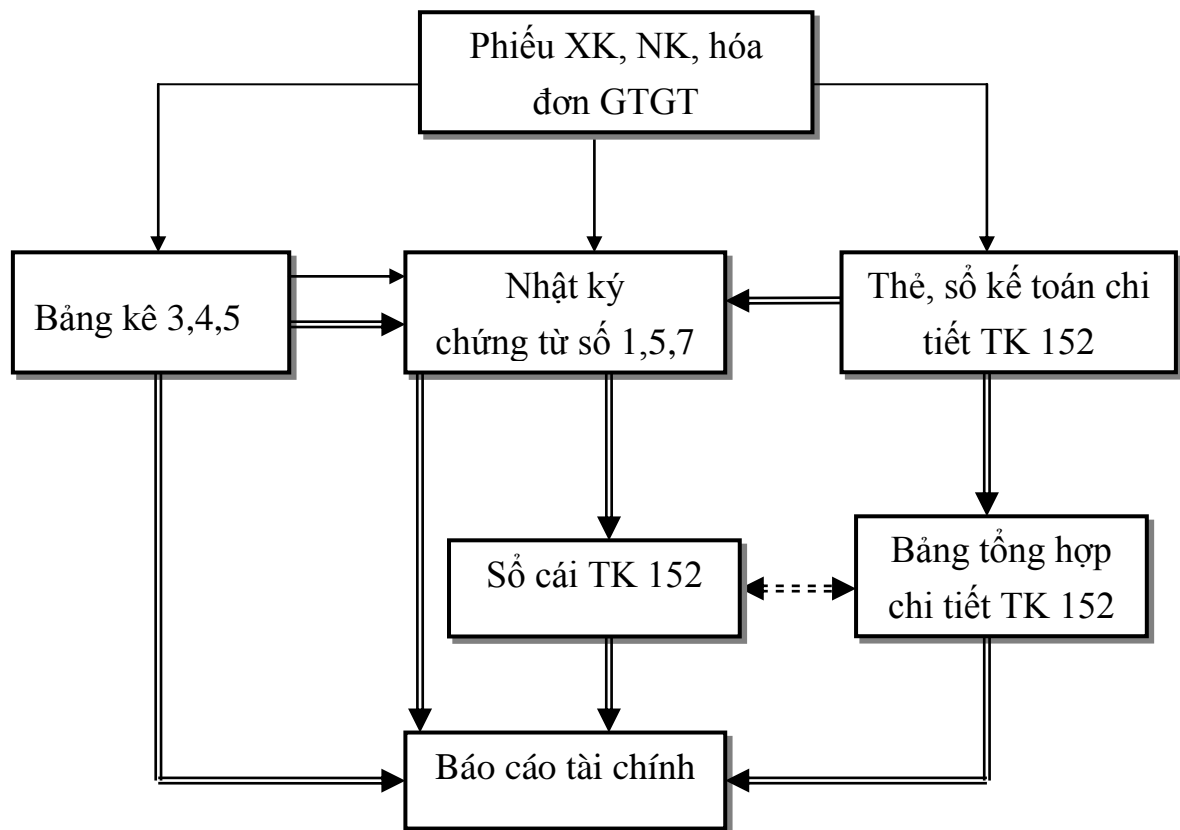 Phiếu XK, NK, hóa
đơn GTGT
Bảng kê 3,4,5
Nhật ký
chứng từ số 1,5,7
Thẻ, sổ kế toán chi
tiết TK 152
Sổ cái TK 152
Bảng tổng hợp
chi tiết TK 152
Báo cáo tài chính